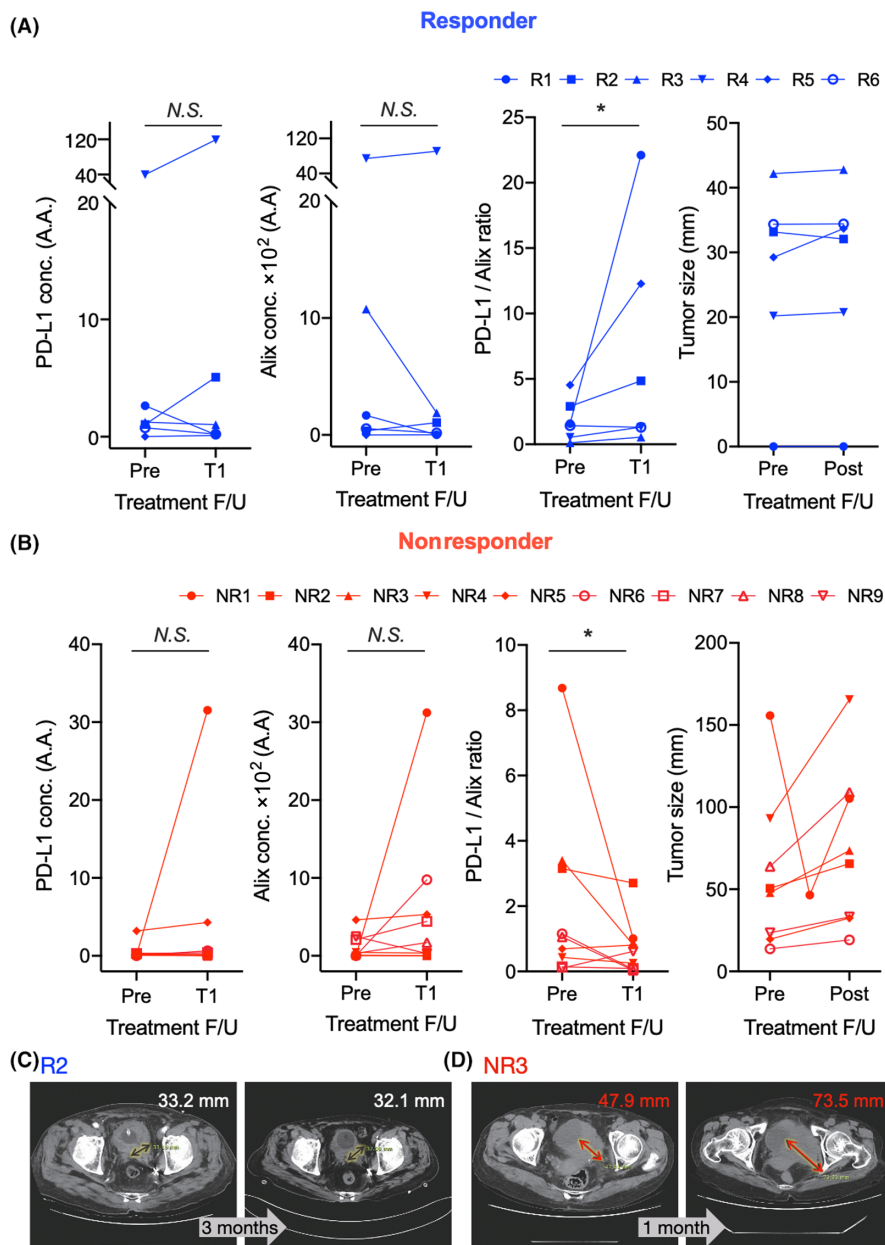 (A)
Responder
R1 R2 R3 R4 R5 R6
N.S.
PD-L1 conc. (A.A.)
120
40
20
10
0
Pre T1
Treatment F/U
N.S.
Alix conc. ×10² (A.A)
120
40
20
10
0
Pre T1
Treatment F/U
*
PD-L1 / Alix ratio
25
20
15
10
5
0
Pre T1
Treatment F/U
Tumor size (mm)
50
40
30
20
10
0
Pre Post
Treatment F/U
(B)
Nonresponder
NR1 NR2 NR3 NR4 NR5 NR6 NR7 NR8 NR9
N.S.
PD-L1 conc. (A.A.)
40
30
20
10
0
Pre T1
Treatment F/U
N.S.
Alix conc. ×10² (A.A)
40
30
20
10
0
Pre T1
Treatment F/U
*
PD-L1 / Alix ratio
10
8
6
4
2
0
Pre T1
Treatment F/U
Tumor size (mm)
200
150
100
50
0
Pre Post
Treatment F/U
(C) R2
33.2 mm
32.1 mm
3 months
(D) NR3
47.9 mm
73.5 mm
1 month